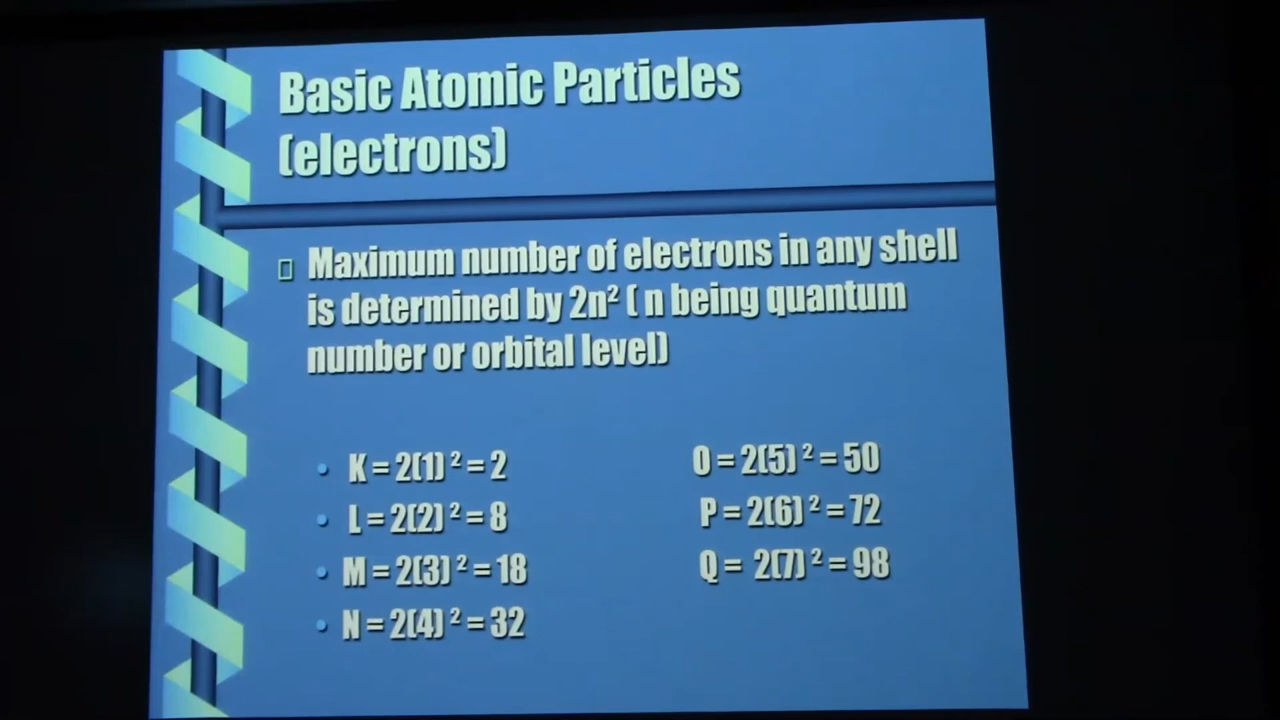 Basic Atomic Particles
(electrons)
Maximum number of electrons in any shell
is determined by 2n² ( n being quantum
number or orbital level)
K = 2(1) ² = 2
L = 2(2) ² = 8
M = 2(3) ² = 18
N = 2(4) ² = 32
O = 2(5) ² = 50
P = 2(6) ² = 72
Q = 2(7) ² = 98